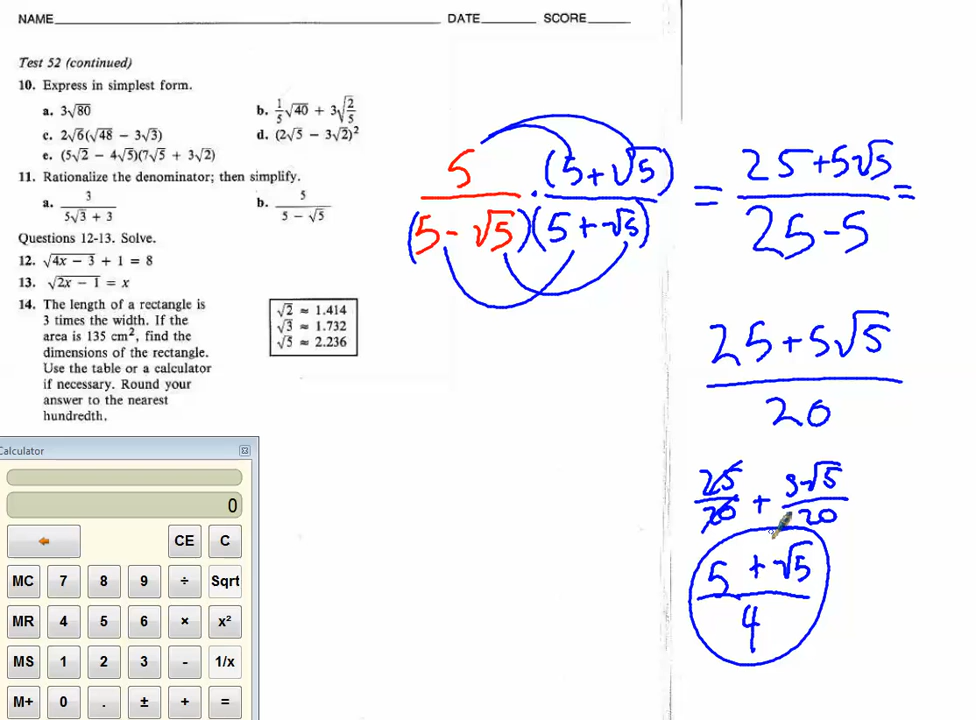 NAME DATE SCORE
Test 52 (continued)
10. Express in simplest form.
a. 3√80 b. 1/5√40 + 3√(2/5)
c. 2√6(√48 − 3√3) d. (2√5 − 3√2)²
e. (5√2 − 4√5)(7√5 + 3√2)
11. Rationalize the denominator; then simplify.
a. 3/(5√3 + 3) b. 5/(5 − √5)
Questions 12-13. Solve.
12. √(4x − 3) + 1 = 8
13. √(2x − 1) = x
14. The length of a rectangle is
3 times the width. If the
area is 135 cm², find the
dimensions of the rectangle.
Use the table or a calculator
if necessary. Round your
answer to the nearest
hundredth.
√2 ≈ 1.414
√3 ≈ 1.732
√5 ≈ 2.236
5 · (5+√5)
(5-√5)(5+√5)
= 25+5√5 =
25-5
25+5√5
20
25/20 + 5√5/20
5+√5
4
Calculator
0
CE C
MC 7 8 9 ÷ Sqrt
MR 4 5 6 × x²
MS 1 2 3 - 1/x
M+ 0 . ± + =